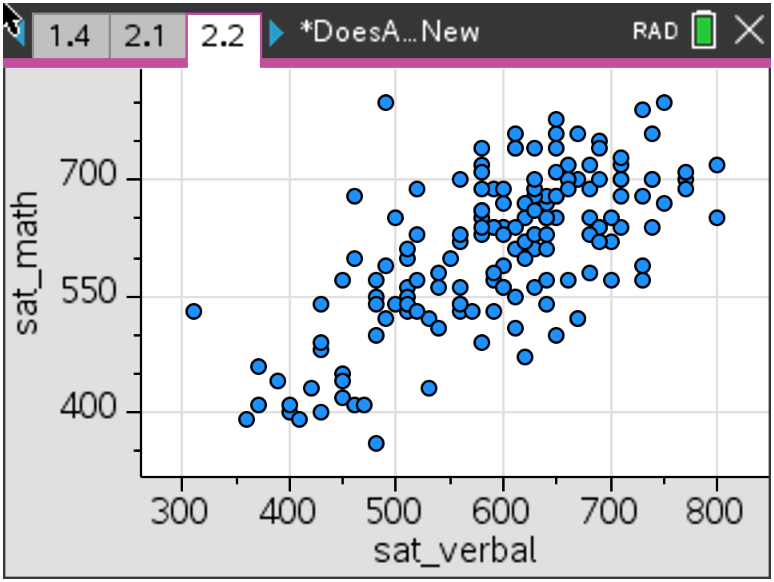 1.4 2.1 2.2 *DoesA…New RAD
sat_math
700
550
400
300 400 500 600 700 800
sat_verbal